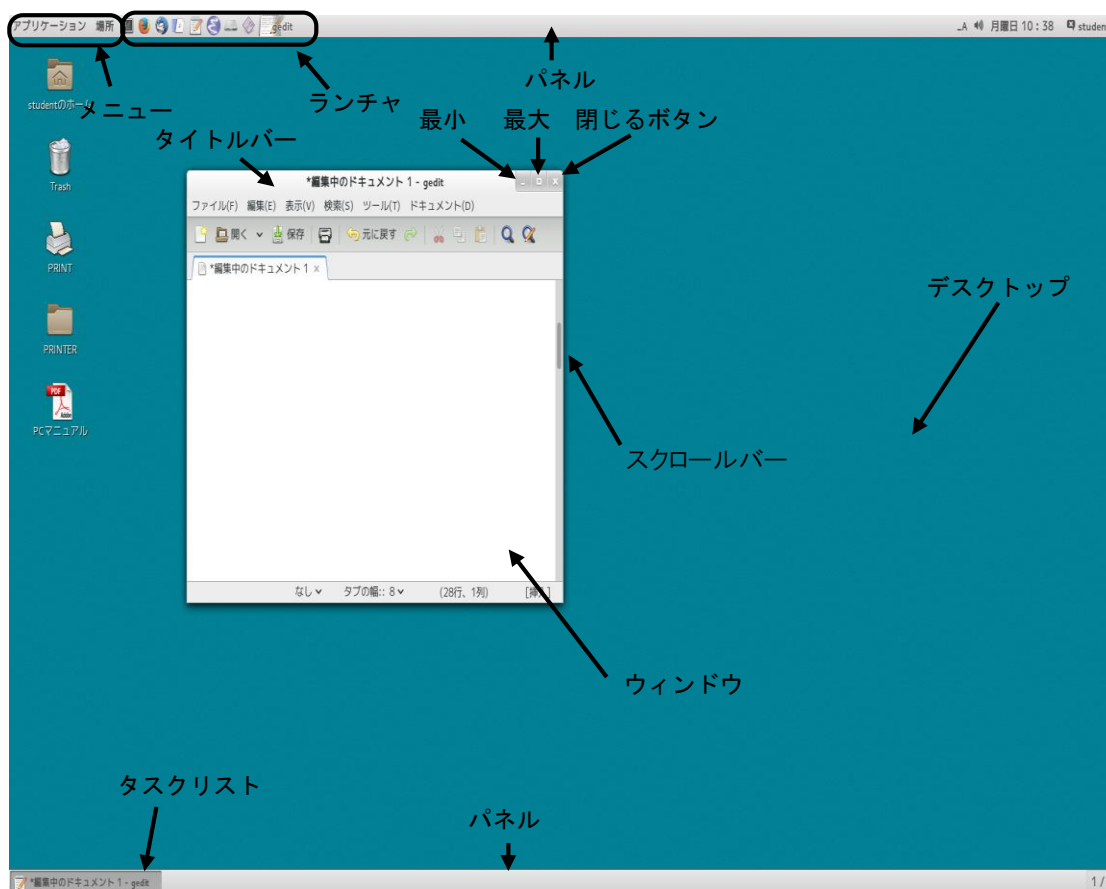 アプリケーション 場所 gedit _A 月曜日 10:38 studen
パネル
studentのホーム
メニュー
ランチャ
最小 最大 閉じるボタン
タイトルバー
Trash
*編集中のドキュメント 1 - gedit
ファイル(F) 編集(E) 表示(V) 検索(S) ツール(T) ドキュメント(D)
開く 保存 元に戻す
*編集中のドキュメント 1 ×
PRINT
デスクトップ
PRINTER
PDF
Adobe
PCマニュアル
スクロールバー
なし タブの幅:: 8 (28行、1列)
ウィンドウ
タスクリスト
パネル
*編集中のドキュメント 1 - gedit
1 /